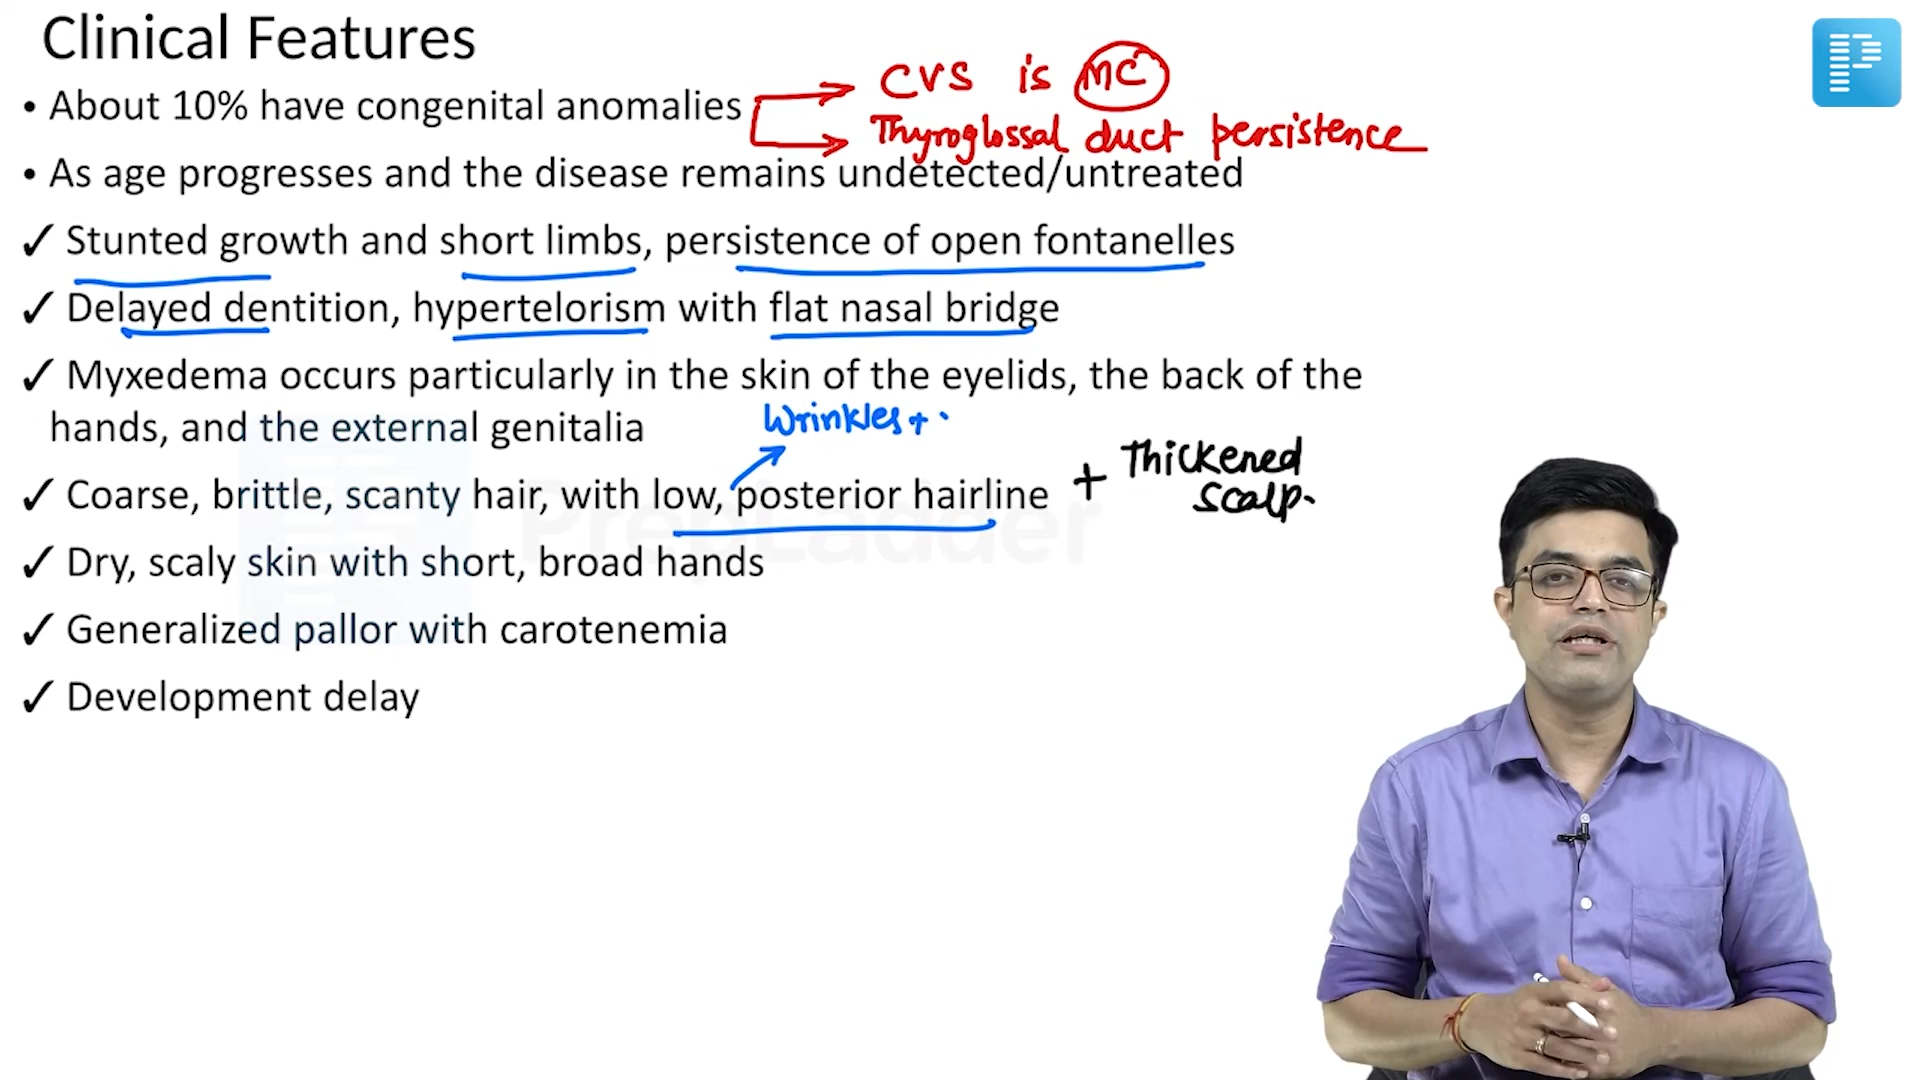 Clinical Features
• About 10% have congenital anomalies
CVS is MC
Thyroglossal duct persistence
• As age progresses and the disease remains undetected/untreated
✓ Stunted growth and short limbs, persistence of open fontanelles
✓ Delayed dentition, hypertelorism with flat nasal bridge
✓ Myxedema occurs particularly in the skin of the eyelids, the back of the
hands, and the external genitalia
Wrinkles +.
✓ Coarse, brittle, scanty hair, with low, posterior hairline
+ Thickened
scalp.
✓ Dry, scaly skin with short, broad hands
✓ Generalized pallor with carotenemia
✓ Development delay
PrepLadder